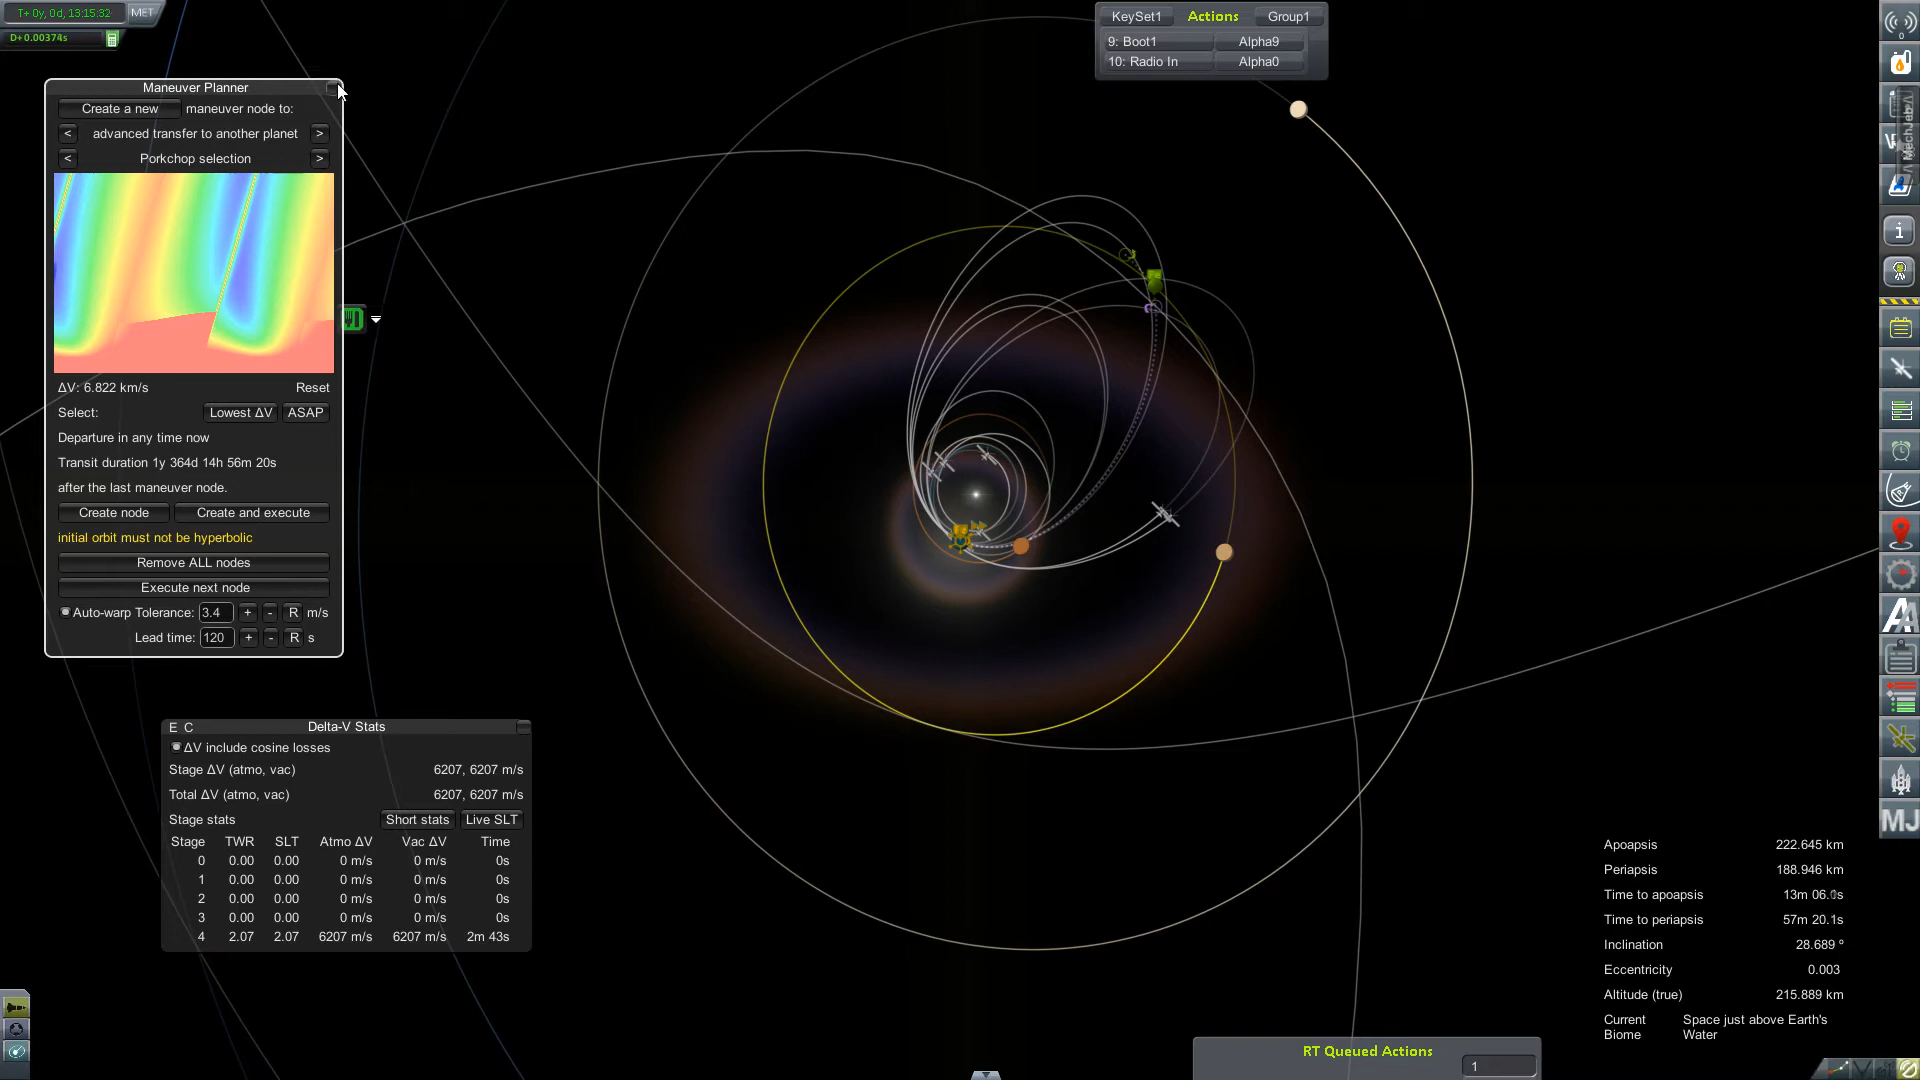 T+ 0y, 0d, 13:15:32 MET
D+0.00374s
KeySet1 Actions Group1
9: Boot1 Alpha9
10: Radio In Alpha0
Maneuver Planner
Create a new maneuver node to:
< advanced transfer to another planet >
< Porkchop selection >
ΔV: 6.822 km/s Reset
Select: Lowest ΔV ASAP
Departure in any time now
Transit duration 1y 364d 14h 56m 20s
after the last maneuver node.
Create node Create and execute
initial orbit must not be hyperbolic
Remove ALL nodes
Execute next node
Auto-warp Tolerance: 3.4 + - R m/s
Lead time: 120 + - R s
E C Delta-V Stats
ΔV include cosine losses
Stage ΔV (atmo, vac) 6207, 6207 m/s
Total ΔV (atmo, vac) 6207, 6207 m/s
Stage stats Short stats Live SLT
Stage TWR SLT Atmo ΔV Vac ΔV Time
0 0.00 0.00 0 m/s 0 m/s 0s
1 0.00 0.00 0 m/s 0 m/s 0s
2 0.00 0.00 0 m/s 0 m/s 0s
3 0.00 0.00 0 m/s 0 m/s 0s
4 2.07 2.07 6207 m/s 6207 m/s 2m 43s
0
MechJeb
i
MJ
Apoapsis 222.645 km
Periapsis 188.946 km
Time to apoapsis 13m 06.0s
Time to periapsis 57m 20.1s
Inclination 28.689 º
Eccentricity 0.003
Altitude (true) 215.889 km
Current Biome Space just above Earth's Water
RT Queued Actions
1